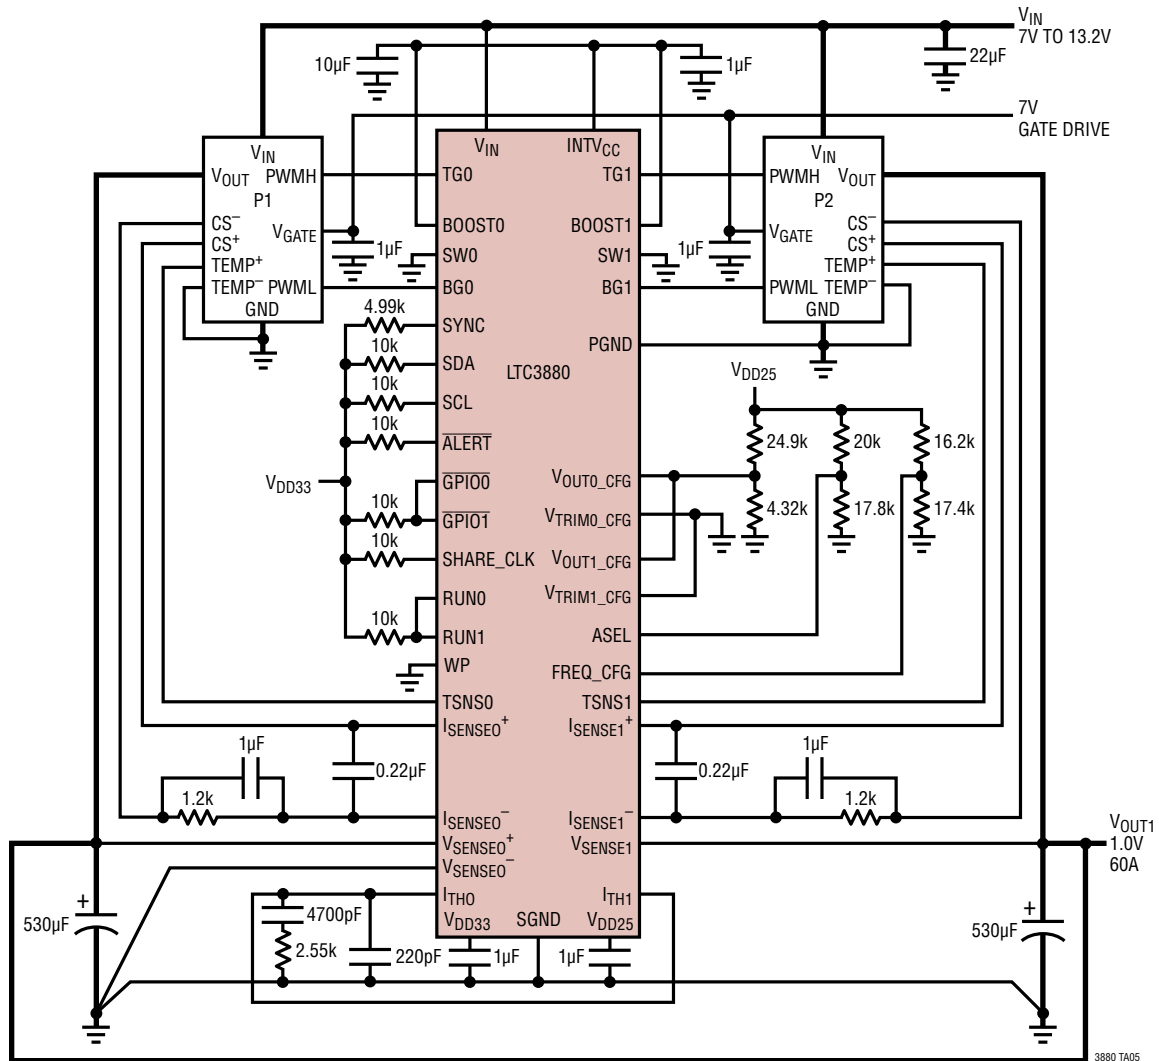 VIN
7V TO 13.2V
10µF
1µF
22µF
7V
GATE DRIVE
VIN
VOUT
PWMH
P1
CS−
CS+
VGATE
TEMP+
TEMP−
PWML
GND
1µF
VIN
INTVCC
TG0
TG1
BOOST0
BOOST1
SW0
SW1
BG0
BG1
SYNC
PGND
SDA
LTC3880
SCL
ALERT
GPIO0
VOUT0_CFG
GPIO1
VTRIM0_CFG
SHARE_CLK
VOUT1_CFG
RUN0
VTRIM1_CFG
RUN1
ASEL
WP
FREQ_CFG
TSNS0
TSNS1
ISENSE0+
ISENSE1+
ISENSE0−
ISENSE1−
VSENSE0+
VSENSE1
VSENSE0−
ITH0
ITH1
VDD33
SGND
VDD25
1µF
VIN
PWMH
VOUT
P2
CS−
VGATE
CS+
TEMP+
PWML
TEMP−
GND
4.99k
10k
10k
10k
VDD33
10k
10k
10k
VDD25
24.9k
20k
16.2k
4.32k
17.8k
17.4k
1µF
1.2k
0.22µF
0.22µF
1µF
1.2k
VOUT1
1.0V
60A
+
530µF
4700pF
2.55k
220pF
1µF
1µF
+
530µF
3880 TA05